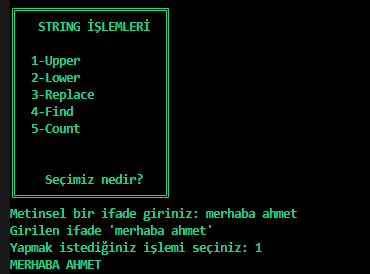 STRING İŞLEMLERİ
1-Upper
2-Lower
3-Replace
4-Find
5-Count
Seçimiz nedir?
Metinsel bir ifade giriniz: merhaba ahmet
Girilen ifade 'merhaba ahmet'
Yapmak istediğiniz işlemi seçiniz: 1
MERHABA AHMET